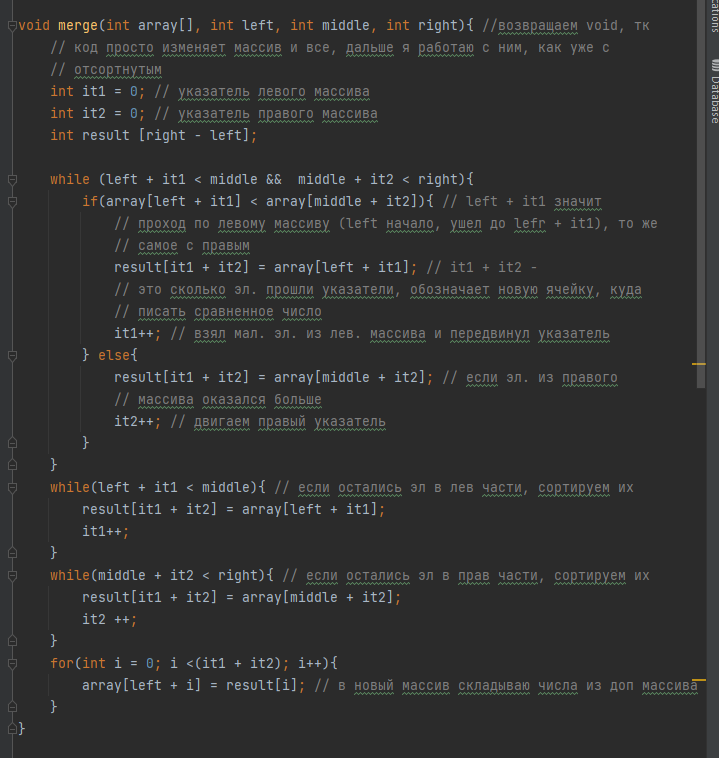 void merge(int array[], int left, int middle, int right){ //возвращаем void, тк
// код просто изменяет массив и все, дальше я работаю с ним, как уже с
// отсортнутым
int it1 = 0; // указатель левого массива
int it2 = 0; // указатель правого массива
int result [right - left];
while (left + it1 < middle &&  middle + it2 < right){
if(array[left + it1] < array[middle + it2]){ // left + it1 значит
// проход по левому массиву (left начало, ушел до lefr + it1), то же
// самое с правым
result[it1 + it2] = array[left + it1]; // it1 + it2 -
// это сколько эл. прошли указатели, обозначает новую ячейку, куда
// писать сравненное число
it1++; // взял мал. эл. из лев. массива и передвинул указатель
} else{
result[it1 + it2] = array[middle + it2]; // если эл. из правого
// массива оказался больше
it2++; // двигаем правый указатель
}
}
while(left + it1 < middle){ // если остались эл в лев части, сортируем их
result[it1 + it2] = array[left + it1];
it1++;
}
while(middle + it2 < right){ // если остались эл в прав части, сортируем их
result[it1 + it2] = array[middle + it2];
it2 ++;
}
for(int i = 0; i <(it1 + it2); i++){
array[left + i] = result[i]; // в новый массив складываю числа из доп массива
}
}
Database